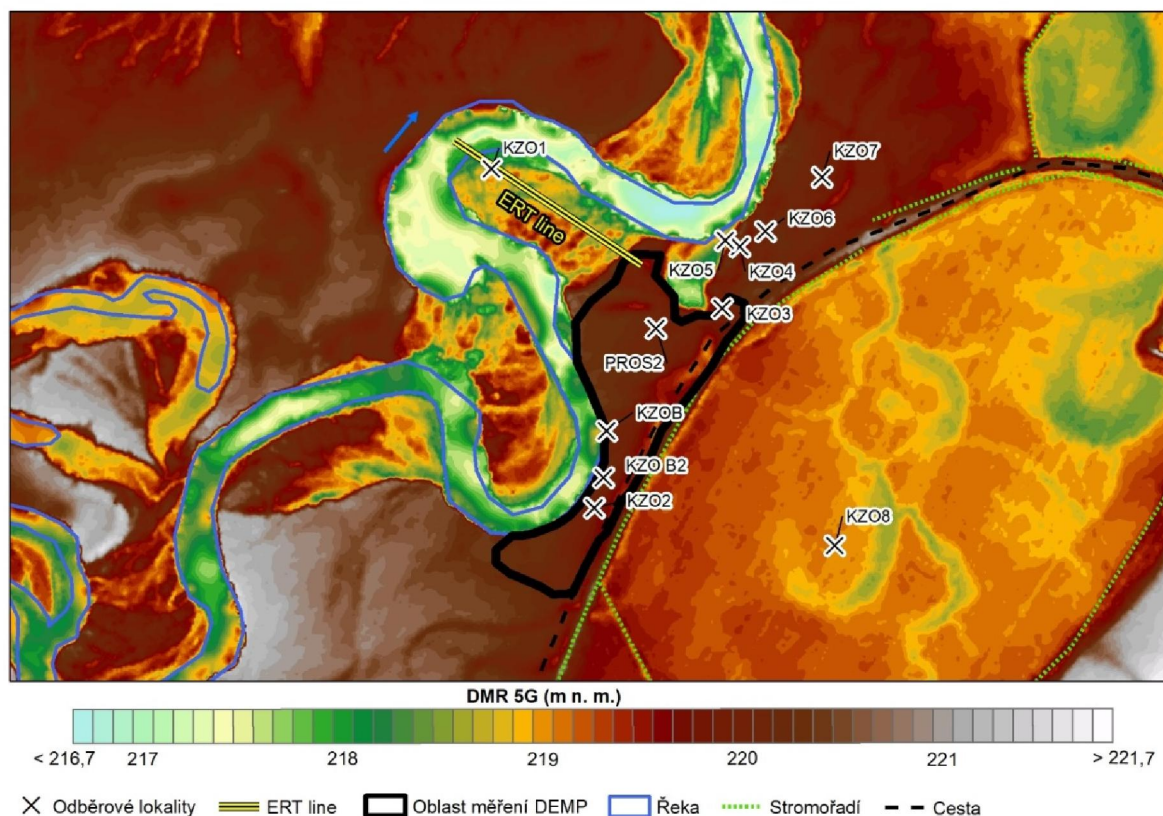 KZO1
KZO7
ERT line
KZO6
KZO5
KZO4
KZO3
PROS2
KZOB
KZO B2
KZO2
KZO8
DMR 5G (m n. m.)
< 216,7 217 218 219 220 221 > 221,7
Odběrové lokality ERT line Oblast měření DEMP Řeka Stromořadí Cesta